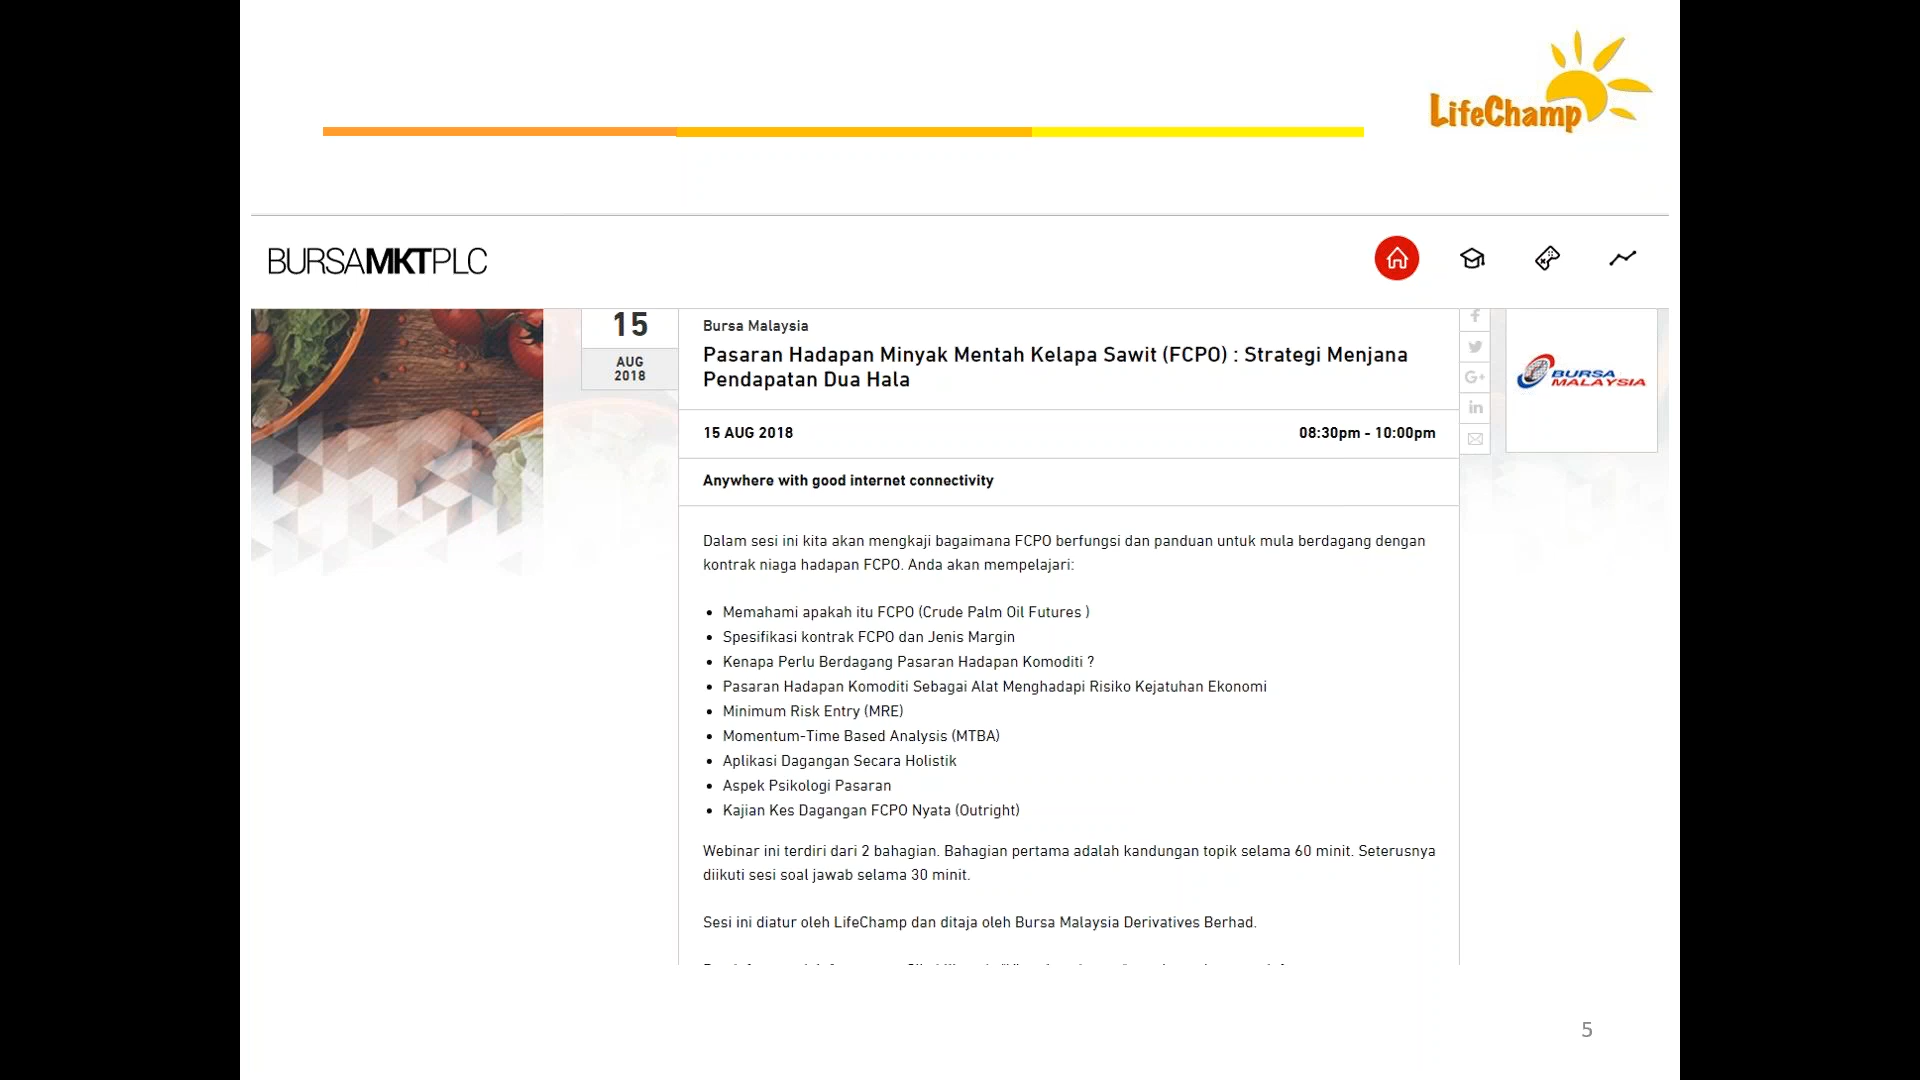 LifeChamp
BURSAMKTPLC
15
AUG
2018
Bursa Malaysia
Pasaran Hadapan Minyak Mentah Kelapa Sawit (FCPO) : Strategi Menjana
Pendapatan Dua Hala
15 AUG 2018 08:30pm - 10:00pm
Anywhere with good internet connectivity
BURSA
MALAYSIA
Dalam sesi ini kita akan mengkaji bagaimana FCPO berfungsi dan panduan untuk mula berdagang dengan
kontrak niaga hadapan FCPO. Anda akan mempelajari:
• Memahami apakah itu FCPO (Crude Palm Oil Futures )
• Spesifikasi kontrak FCPO dan Jenis Margin
• Kenapa Perlu Berdagang Pasaran Hadapan Komoditi ?
• Pasaran Hadapan Komoditi Sebagai Alat Menghadapi Risiko Kejatuhan Ekonomi
• Minimum Risk Entry (MRE)
• Momentum-Time Based Analysis (MTBA)
• Aplikasi Dagangan Secara Holistik
• Aspek Psikologi Pasaran
• Kajian Kes Dagangan FCPO Nyata (Outright)
Webinar ini terdiri dari 2 bahagian. Bahagian pertama adalah kandungan topik selama 60 minit. Seterusnya
diikuti sesi soal jawab selama 30 minit.
Sesi ini diatur oleh LifeChamp dan ditaja oleh Bursa Malaysia Derivatives Berhad.
5